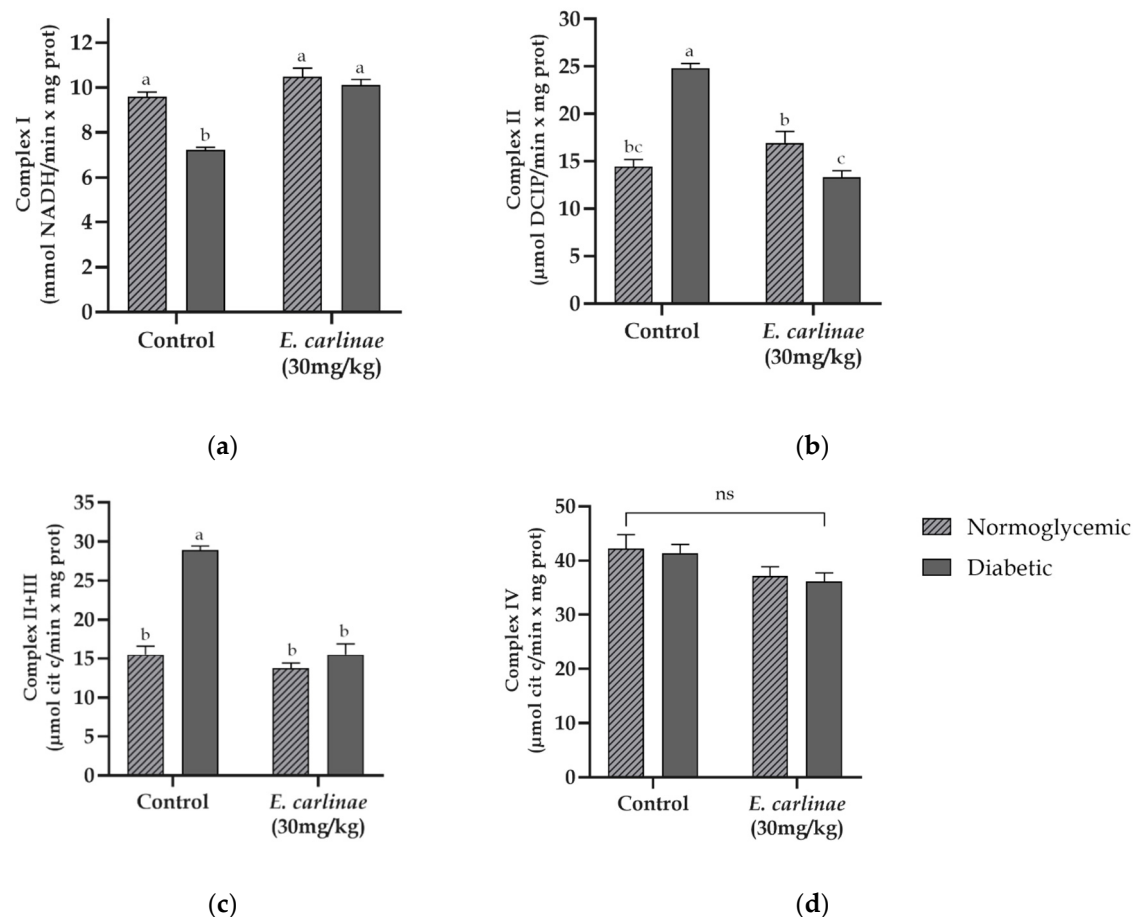 Complex I
(mmol NADH/min x mg prot)
12
10
8
6
4
2
0
a
b
a
a
Control
E. carlinae
(30mg/kg)
(a)
Complex II
(µmol DCIP/min x mg prot)
30
25
20
15
10
5
0
bc
a
b
c
Control
E. carlinae
(30mg/kg)
(b)
Complex II+III
(µmol cit c/min x mg prot)
35
30
25
20
15
10
5
0
b
a
b
b
Control
E. carlinae
(30mg/kg)
(c)
Complex IV
(µmol cit c/min x mg prot)
50
40
30
20
10
0
ns
Control
E. carlinae
(30mg/kg)
(d)
Normoglycemic
Diabetic